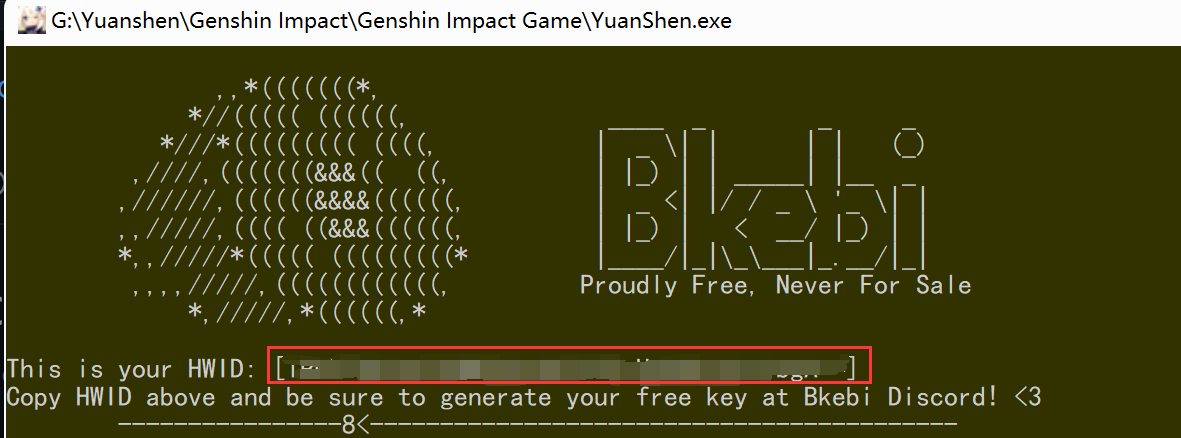 G:\Yuanshen\Genshin Impact\Genshin Impact Game\YuanShen.exe
Bkebi
Proudly Free, Never For Sale
This is your HWID: [ ]
Copy HWID above and be sure to generate your free key at Bkebi Discord! <3
----------------8<------------------------------------------